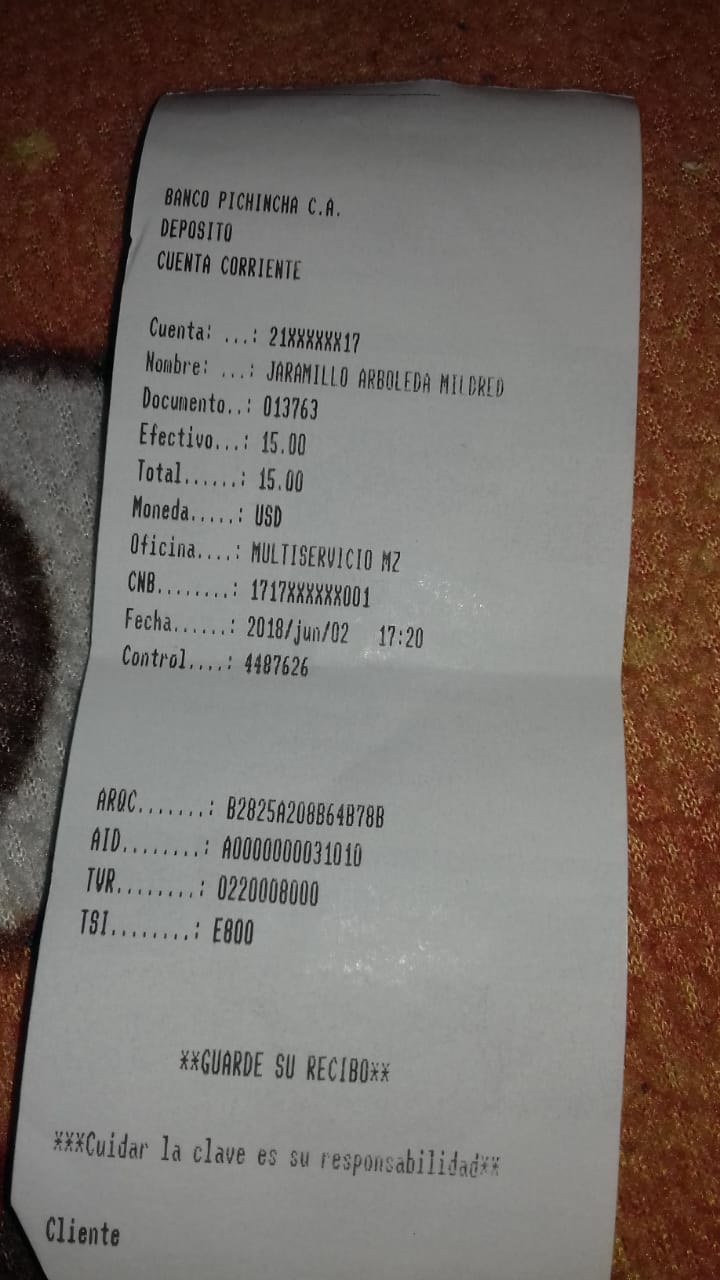 BANCO PICHINCHA C.A.
DEPOSITO
CUENTA CORRIENTE
Cuenta: ...: 21XXXXXX17
Nombre: ...: JARAMILLO ARBOLEDA MILDRED
Documento..: 013763
Efectivo...: 15.00
Total......: 15.00
Moneda.....: USD
Oficina....: MULTISERVICIO MZ
CNB........: 1717XXXXXX001
Fecha......: 2018/jun/02 17:20
Control....: 4487626
ARQC.......: B2825A208B64B78B
AID........: A0000000031010
TVR........: 0220008000
TSI........: E800
**GUARDE SU RECIBO**
***Cuidar la clave es su responsabilidad**
Cliente